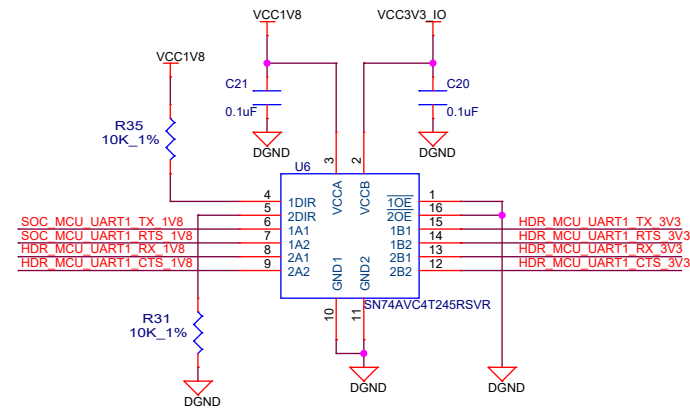 VCC1V8 VCC3V3_IO
VCC1V8
C21 C20
0.1uF 0.1uF
R35
10K_1%
DGND DGND
3 2
U6
VCCA VCCB
4 1DIR 1OE 1
5 2DIR 2OE 16
SOC_MCU_UART1_TX_1V8 6 1A1 1B1 15 HDR_MCU_UART1_TX_3V3
SOC_MCU_UART1_RTS_1V8 7 1A2 1B2 14 HDR_MCU_UART1_RTS_3V3
HDR_MCU_UART1_RX_1V8 8 2A1 2B1 13 HDR_MCU_UART1_RX_3V3
HDR_MCU_UART1_CTS_1V8 9 2A2 2B2 12 HDR_MCU_UART1_CTS_3V3
GND1 GND2
SN74AVC4T245RSVR
10 11
R31
10K_1%
DGND DGND DGND